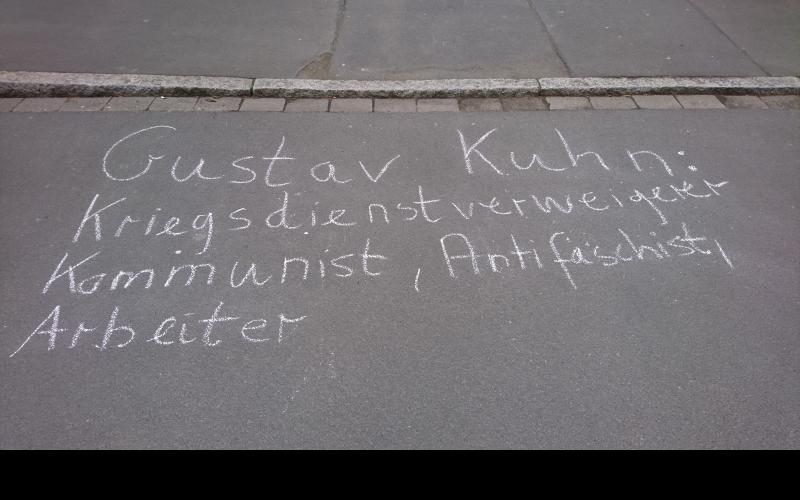 Gustav Kuhn:
Kriegsdienstverweigerer
Kommunist, Antifaschist,
Arbeiter